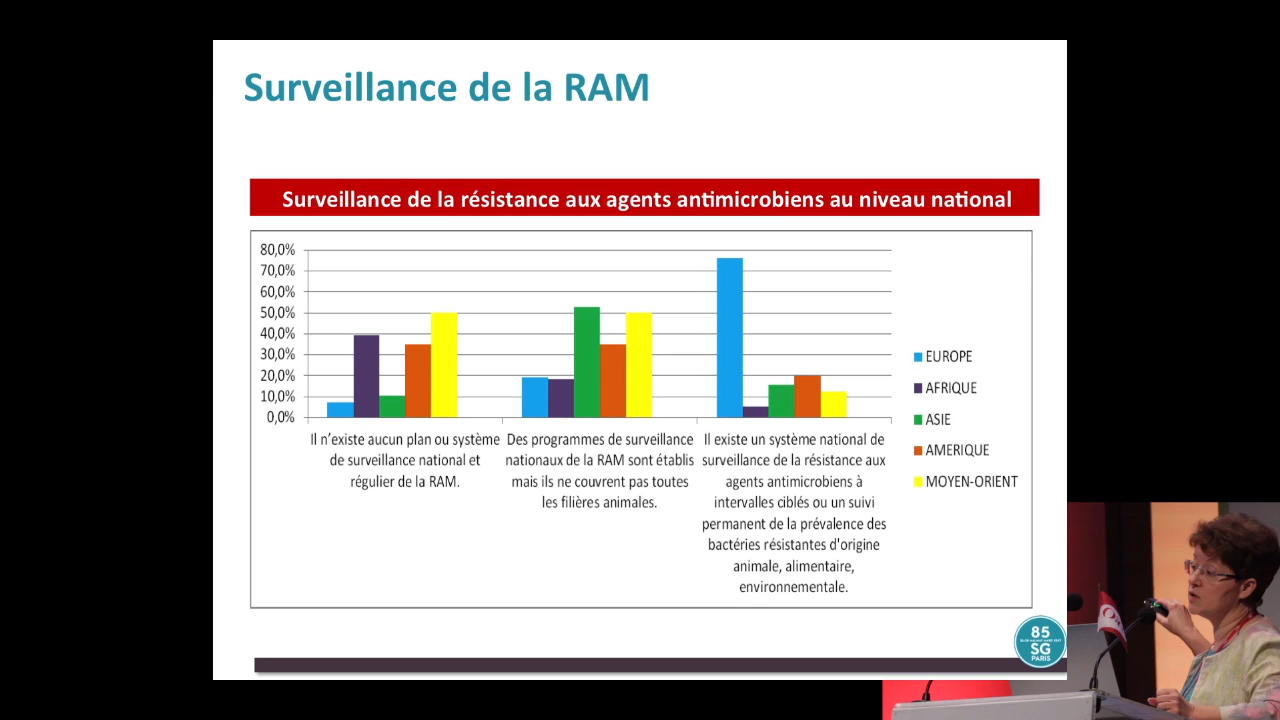 Surveillance de la RAM
Surveillance de la résistance aux agents antimicrobiens au niveau national
80,0%
70,0%
60,0%
50,0%
40,0%
30,0%
20,0%
10,0%
0,0%
Il n’existe aucun plan ou système
de surveillance national et
régulier de la RAM.
Des programmes de surveillance
nationaux de la RAM sont établis
mais ils ne couvrent pas toutes
les filières animales.
Il existe un système national de
surveillance de la résistance aux
agents antimicrobiens à
intervalles ciblés ou un suivi
permanent de la prévalence des
bactéries résistantes d'origine
animale, alimentaire,
environnementale.
EUROPE
AFRIQUE
ASIE
AMERIQUE
MOYEN-ORIENT
85
SG
PARIS